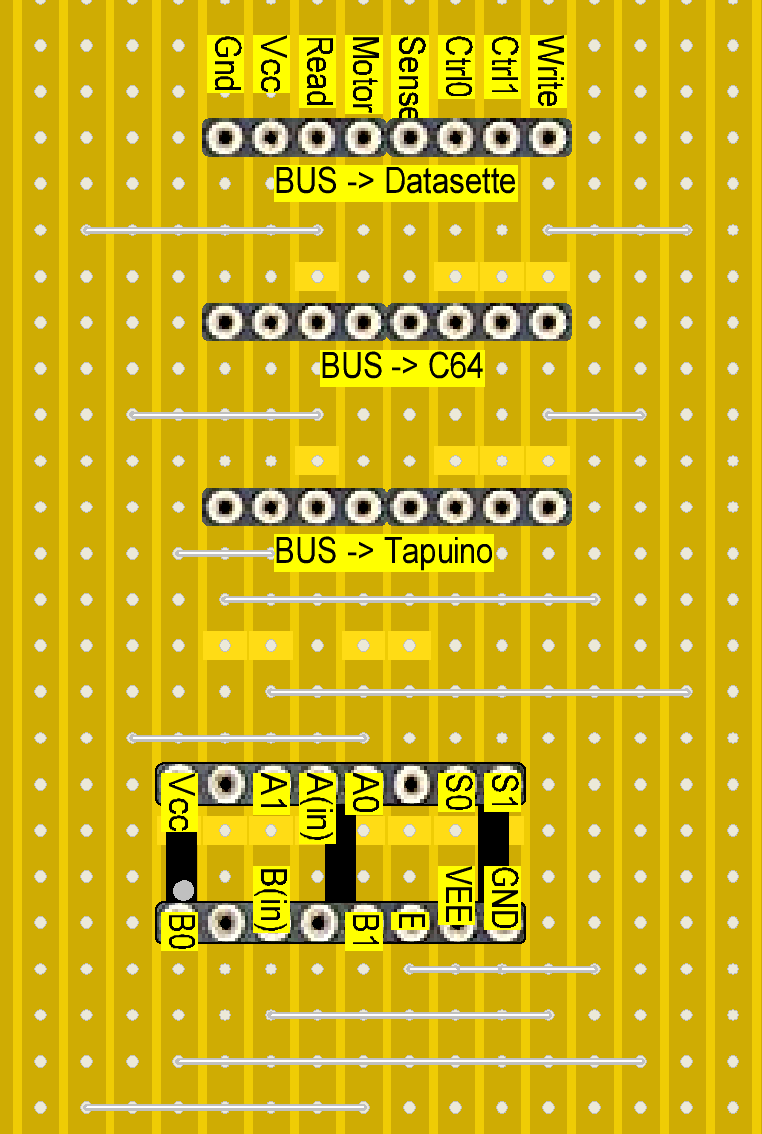 Gnd
Vcc
Read
Motor
Sense
Ctrl0
Ctrl1
Write
BUS -> Datasette
BUS -> C64
BUS -> Tapuino
Vcc
A1
A(in)
A0
S0
S1
B0
B(in)
B1
E
VEE
GND